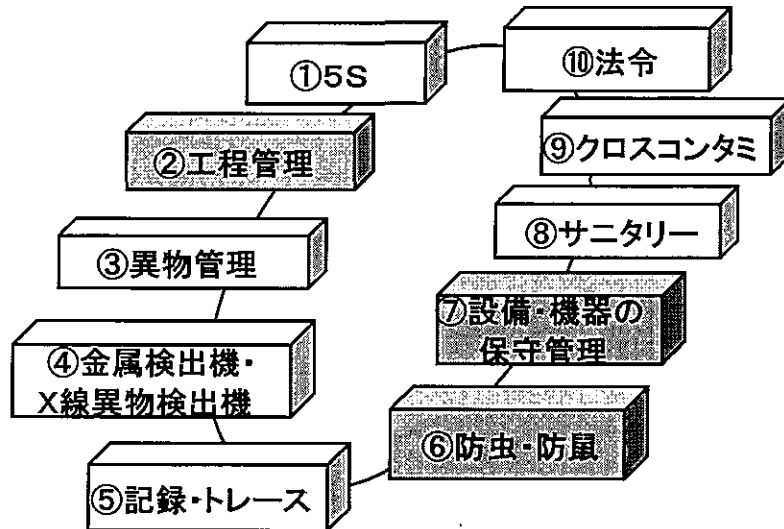 ①5S
②工程管理
③異物管理
④金属検出機・
X線異物検出機
⑤記録・トレース
⑥防虫・防鼠
⑦設備・機器の
保守管理
⑧サニタリー
⑨クロスコンタミ
⑩法令